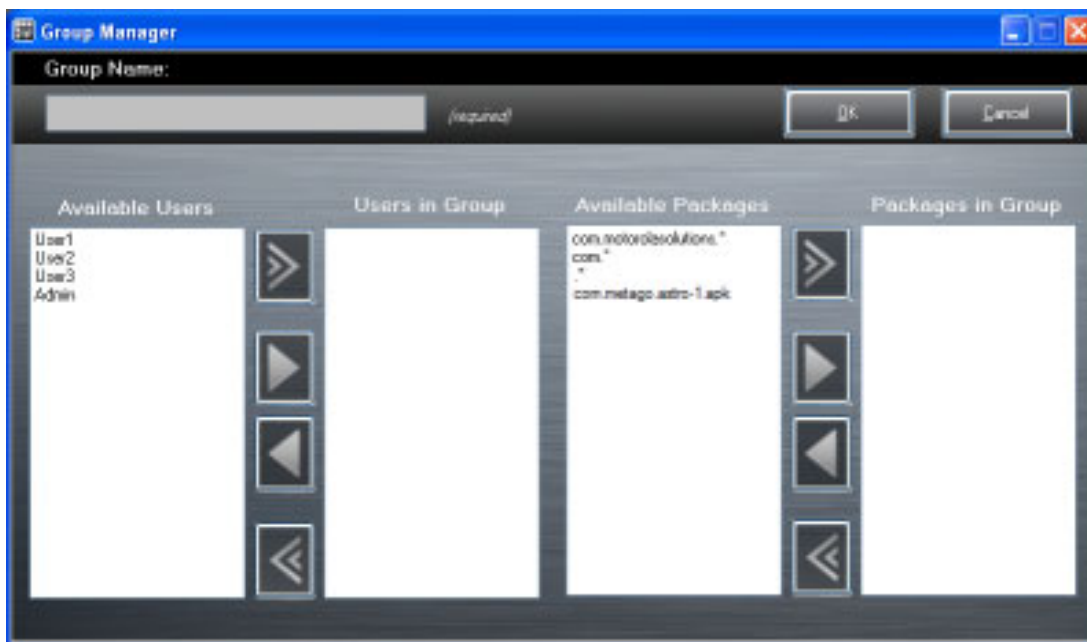 Group Manager
Group Name:
(required)
OK
Cancel
Available Users
Users in Group
Available Packages
Packages in Group
User1
User2
User3
Admin
com.motorolasolutions.*.
com.*
.*
com.metago.astro-1.apk